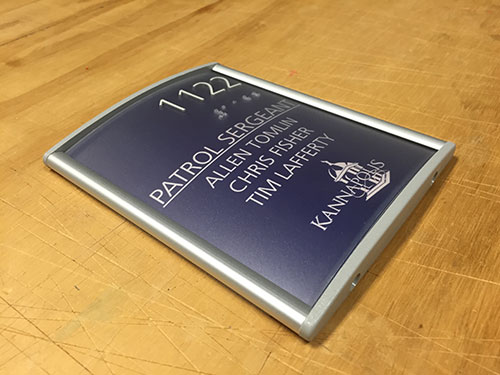 1122
PATROL SERGEANT
ALLEN TOMLIN
CHRIS FISHER
TIM LAFFERTY
KANNAPOLIS